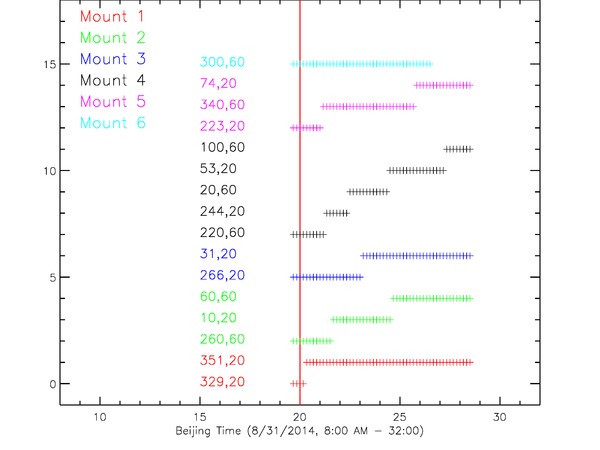 Mount 1
Mount 2
Mount 3
Mount 4
Mount 5
Mount 6
15
10
5
0
300,60
74,20
340,60
223,20
100,60
53,20
20,60
244,20
220,60
31,20
266,20
60,60
10,20
260,60
351,20
329,20
10 15 20 25 30
Beijing Time (8/31/2014, 8:00 AM – 32:00)